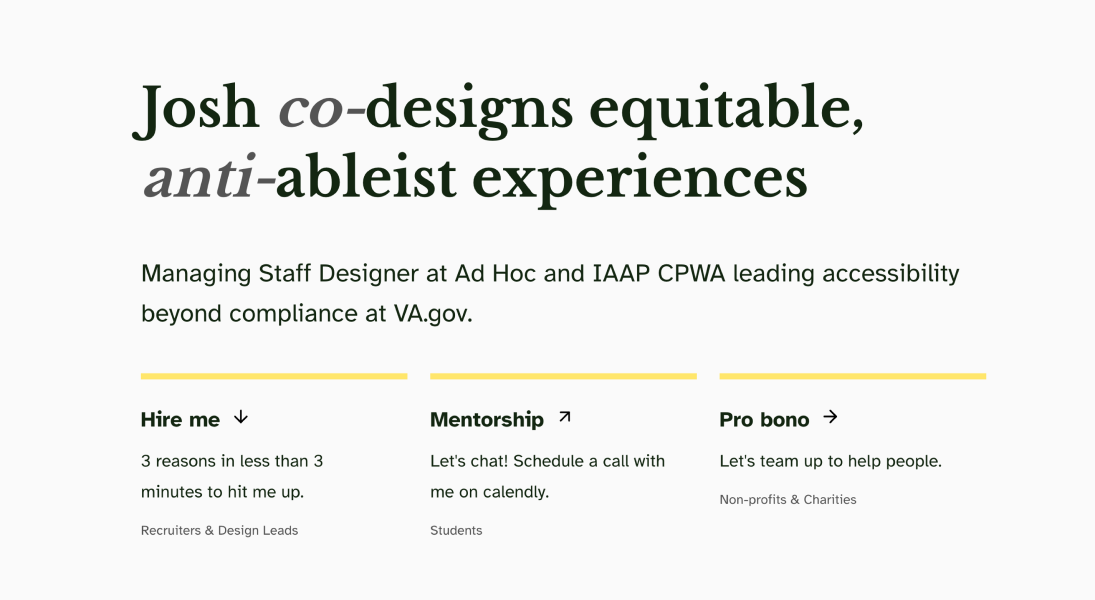 Josh co-designs equitable,
anti-ableist experiences
Managing Staff Designer at Ad Hoc and IAAP CPWA leading accessibility
beyond compliance at VA.gov.
Hire me ↓
3 reasons in less than 3
minutes to hit me up.
Recruiters & Design Leads
Mentorship ↗
Let's chat! Schedule a call with
me on calendly.
Students
Pro bono →
Let's team up to help people.
Non-profits & Charities